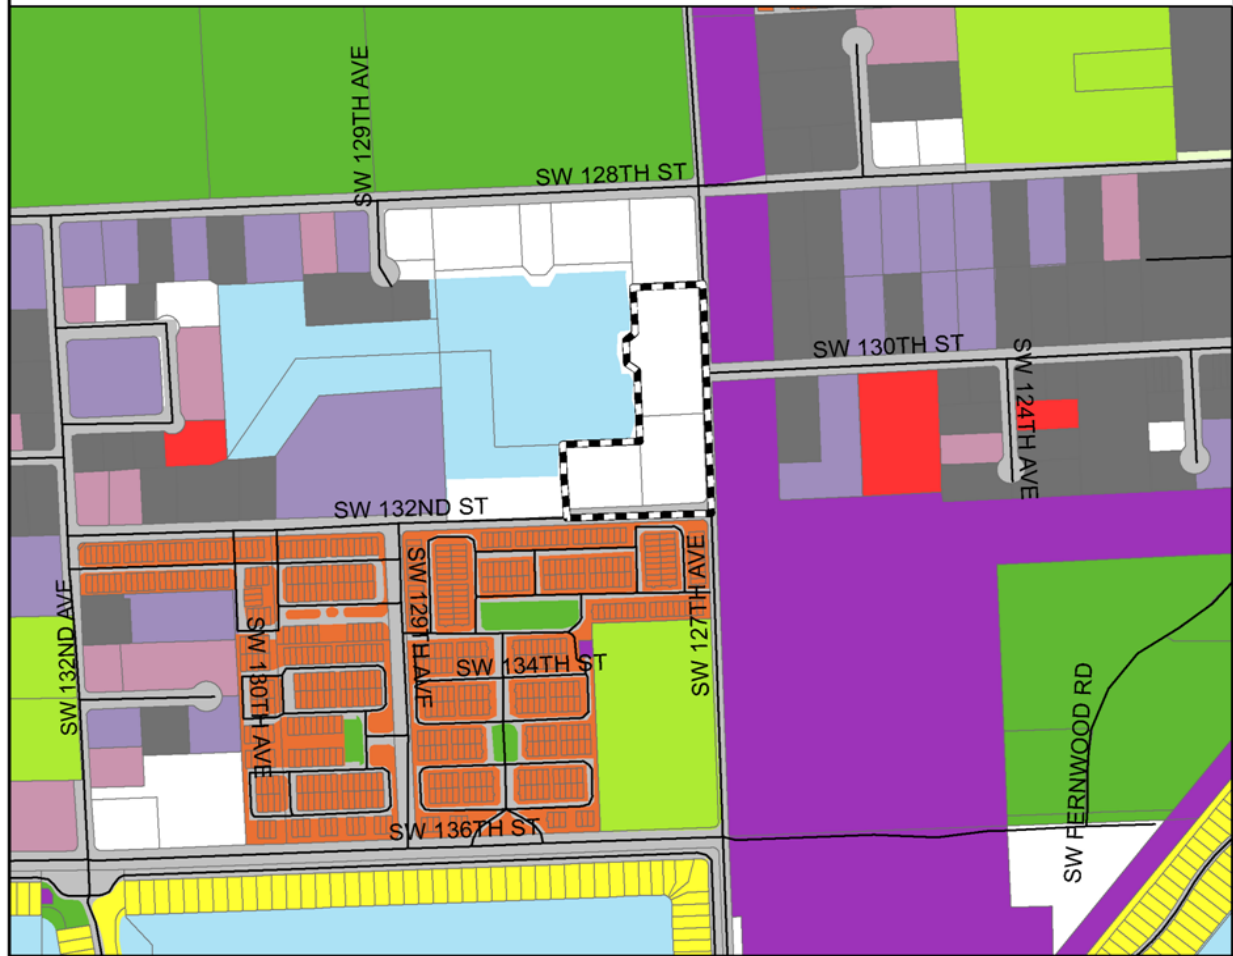 SW 129TH AVE
SW 128TH ST
SW 130TH ST
SW 124TH AVE
SW 132ND ST
SW 132ND AVE
SW 130TH AVE
SW 129TH AVE
SW 134TH ST
SW 127TH AVE
SW FERNWOOD RD
SW 136TH ST